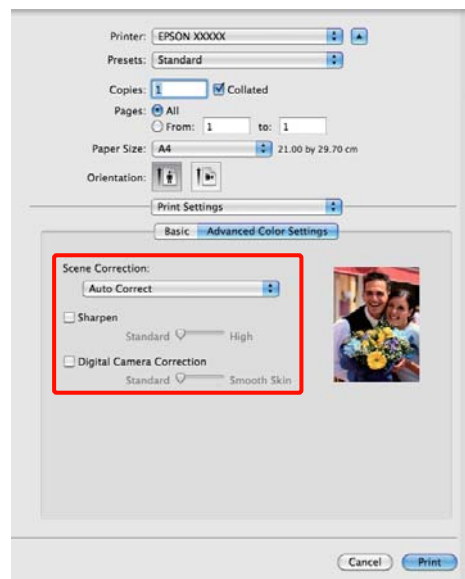 Printer: EPSON XXXXX
Presets: Standard
Copies: 1 Collated
Pages: All
From: 1 to: 1
Paper Size: A4 21.00 by 29.70 cm
Orientation:
Print Settings
Basic Advanced Color Settings
Scene Correction:
Auto Correct
Sharpen
Standard High
Digital Camera Correction
Standard Smooth Skin
Cancel Print